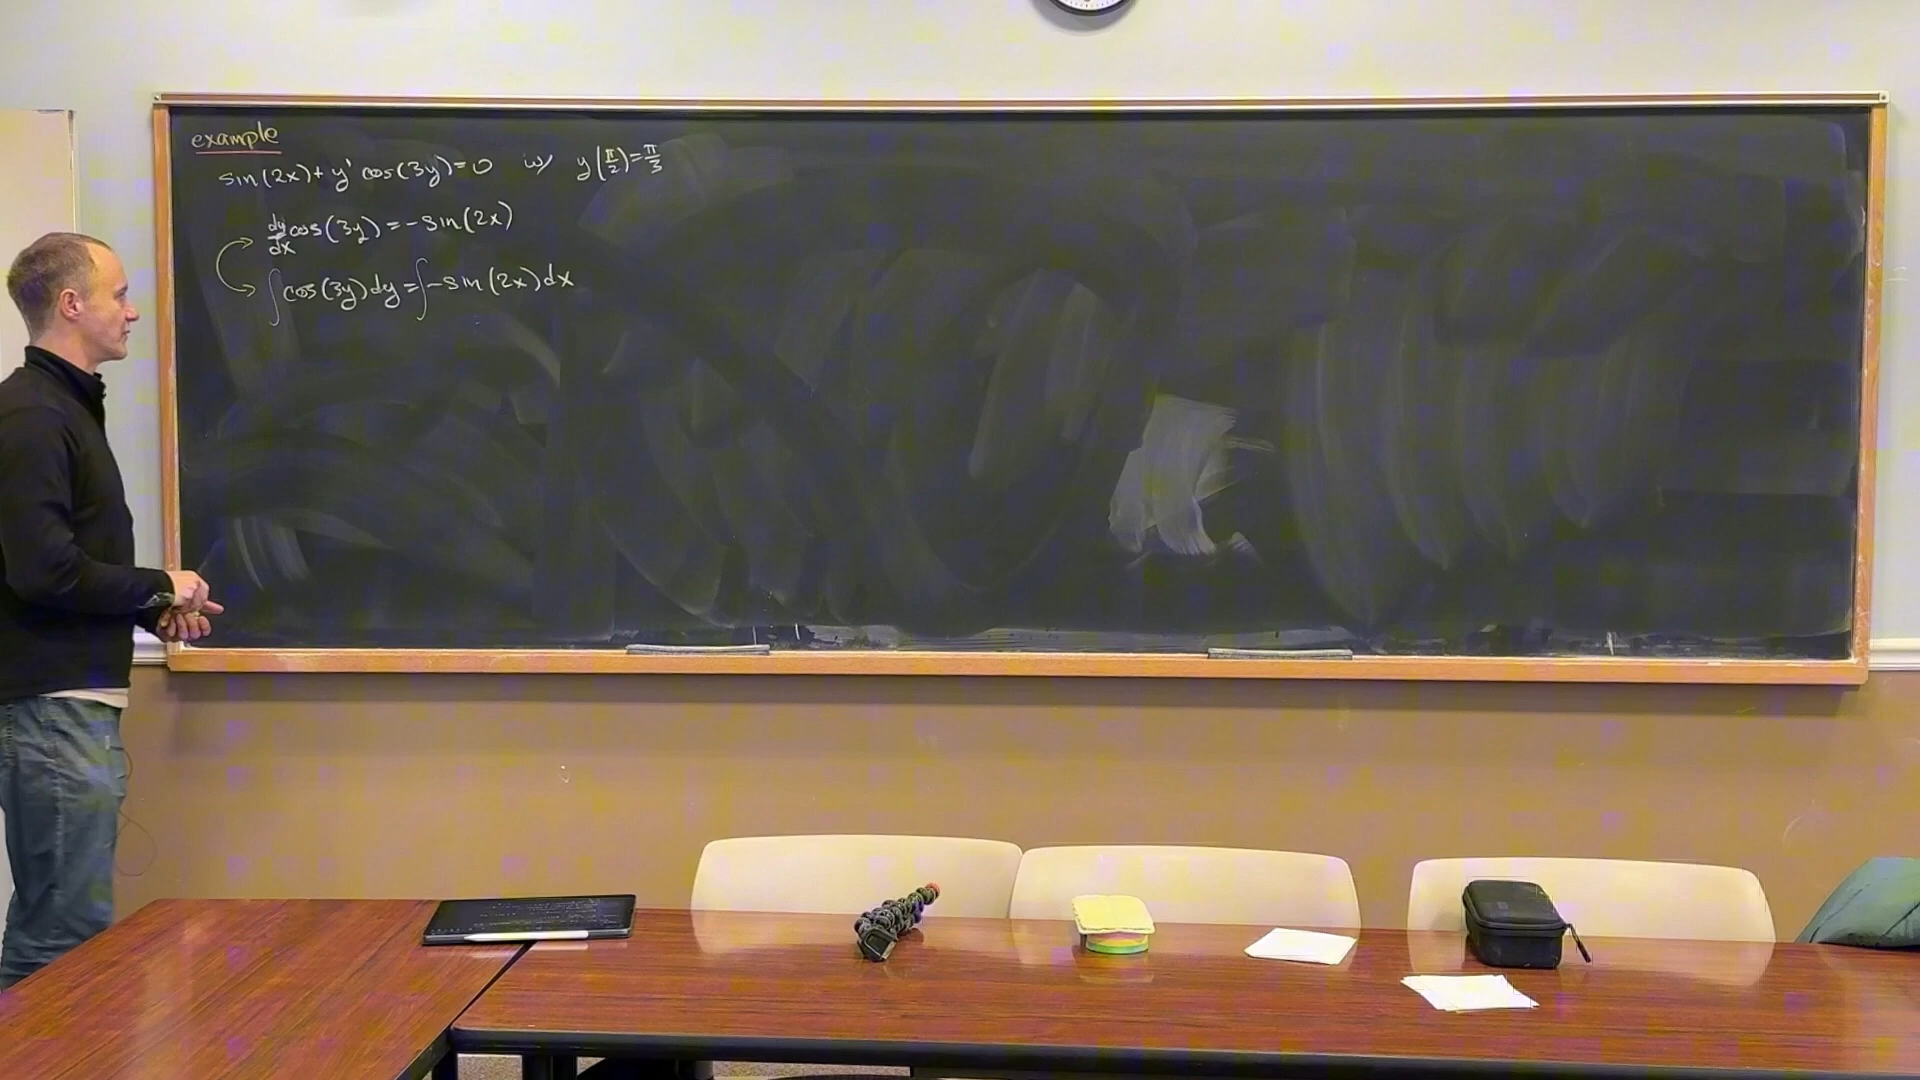 example
sin(2x)+y' cos(3y)=0 w/ y(π/2)=π/3
dy/dx cos(3y)=-sin(2x)
∫cos(3y)dy=∫-sin(2x)dx